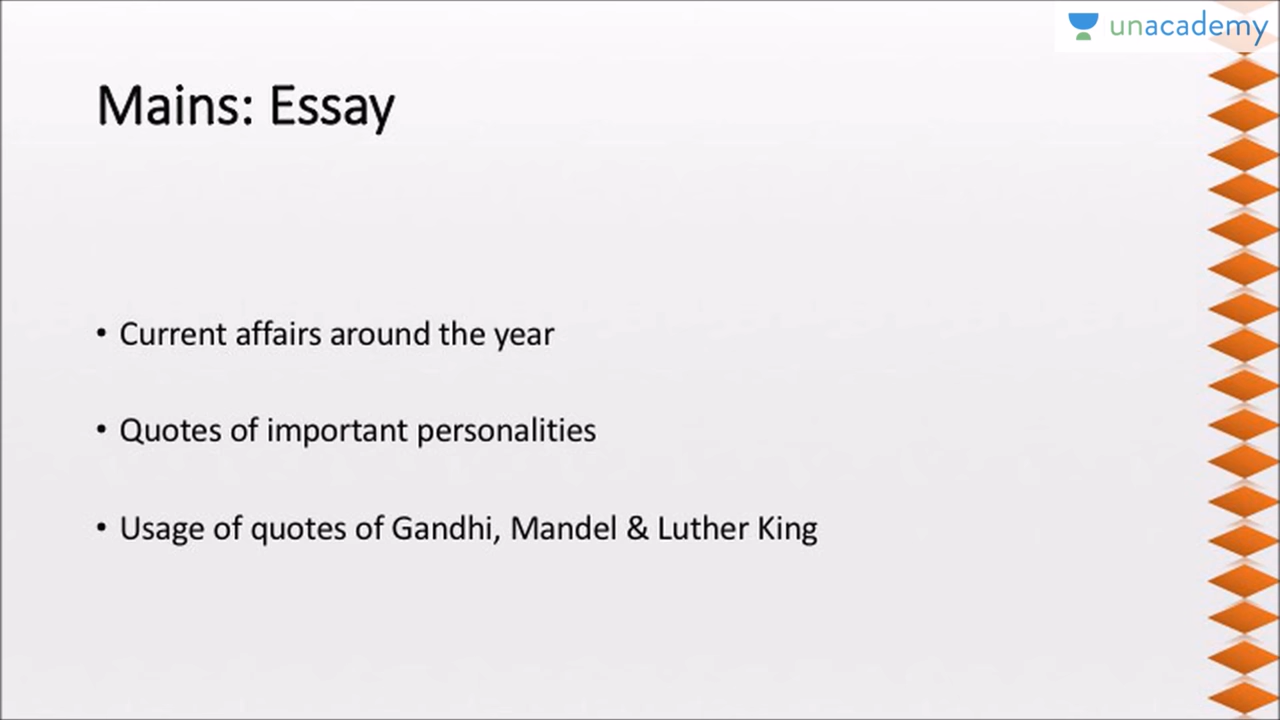 unacademy
Mains: Essay
• Current affairs around the year
• Quotes of important personalities
• Usage of quotes of Gandhi, Mandel & Luther King